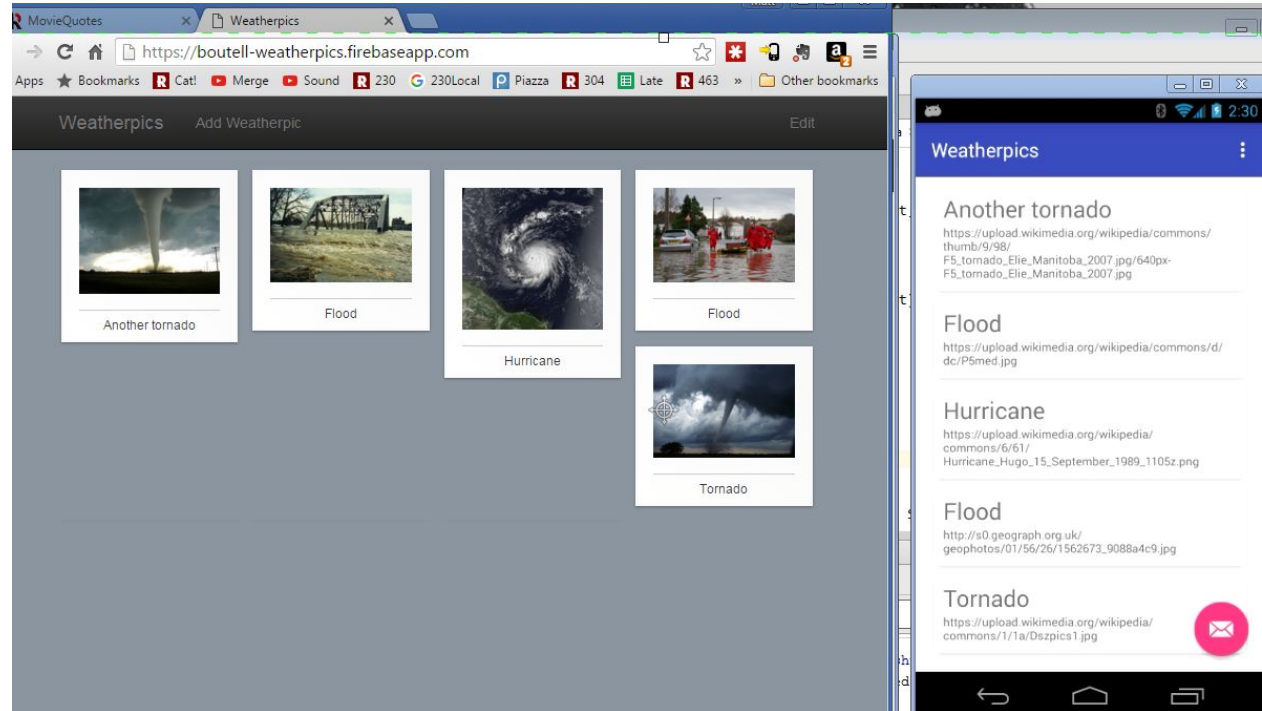 MovieQuotes
Weatherpics
https://boutell-weatherpics.firebaseapp.com
Apps
Bookmarks
Cat!
Merge
Sound
230
230Local
Piazza
304
Late
463
»
Other bookmarks
Weatherpics
Add Weatherpic
Edit
Another tornado
Flood
Hurricane
Flood
Tornado
2:30
Weatherpics
Another tornado
https://upload.wikimedia.org/wikipedia/commons/
thumb/9/98/
F5_tornado_Elie_Manitoba_2007.jpg/640px-
F5_tornado_Elie_Manitoba_2007.jpg
Flood
https://upload.wikimedia.org/wikipedia/commons/d/
dc/P5med.jpg
Hurricane
https://upload.wikimedia.org/wikipedia/
commons/6/61/
Hurricane_Hugo_15_September_1989_1105z.png
Flood
http://s0.geograph.org.uk/
geophotos/01/56/26/1562673_9088a4c9.jpg
Tornado
https://upload.wikimedia.org/wikipedia/
commons/1/1a/Dszpics1.jpg